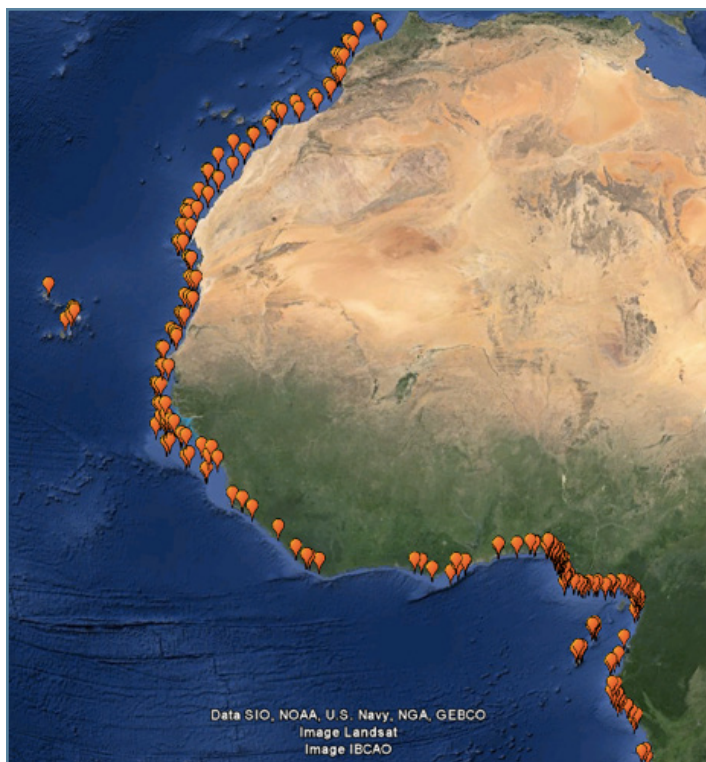 Data SIO, NOAA, U.S. Navy, NGA, GEBCO
Image Landsat
Image IBCAO